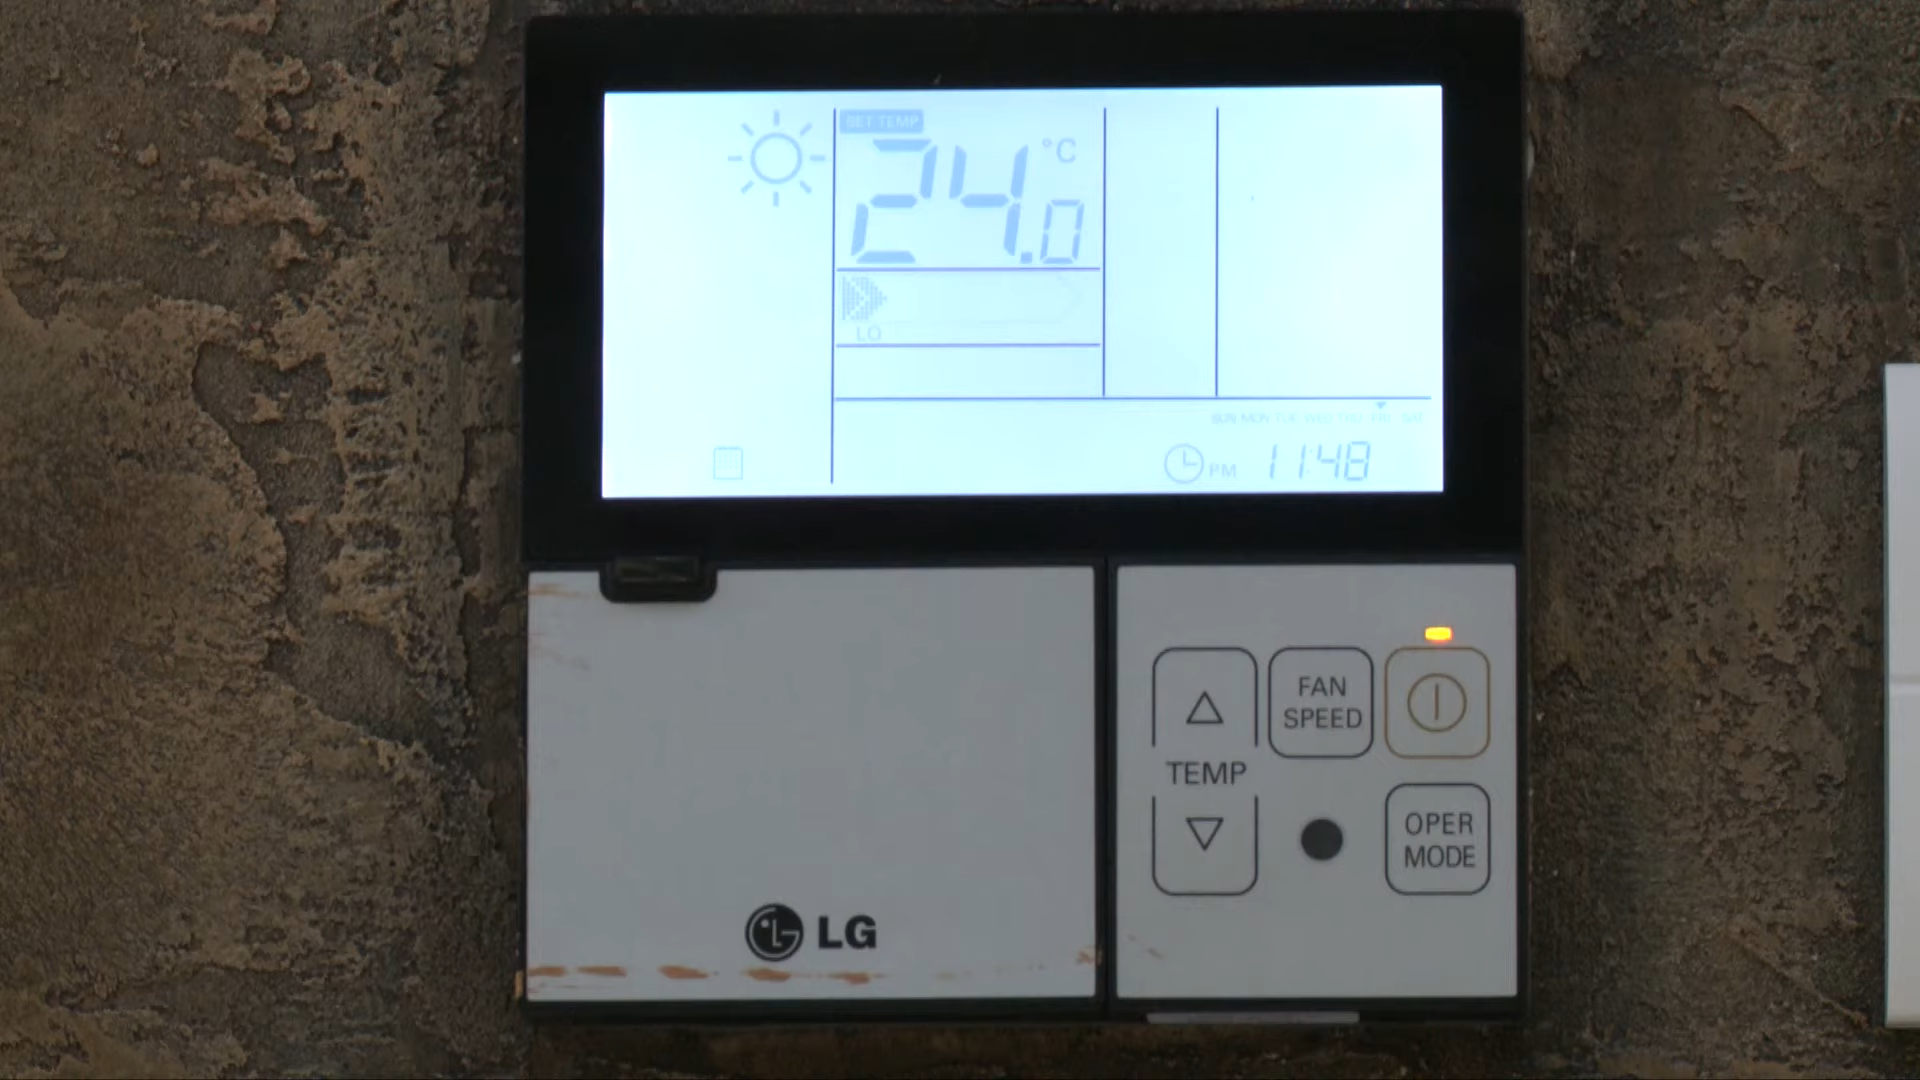 SET TEMP
24.0 °C
LO
SUN MON TUE WED THU FRI SAT
PM 11:48
FAN SPEED
TEMP
OPER MODE
LG